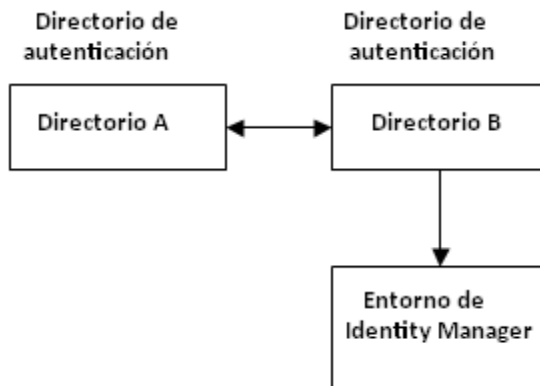 Directorio de
autenticación
Directorio de
autenticación
Directorio A
Directorio B
Entorno de
Identity Manager